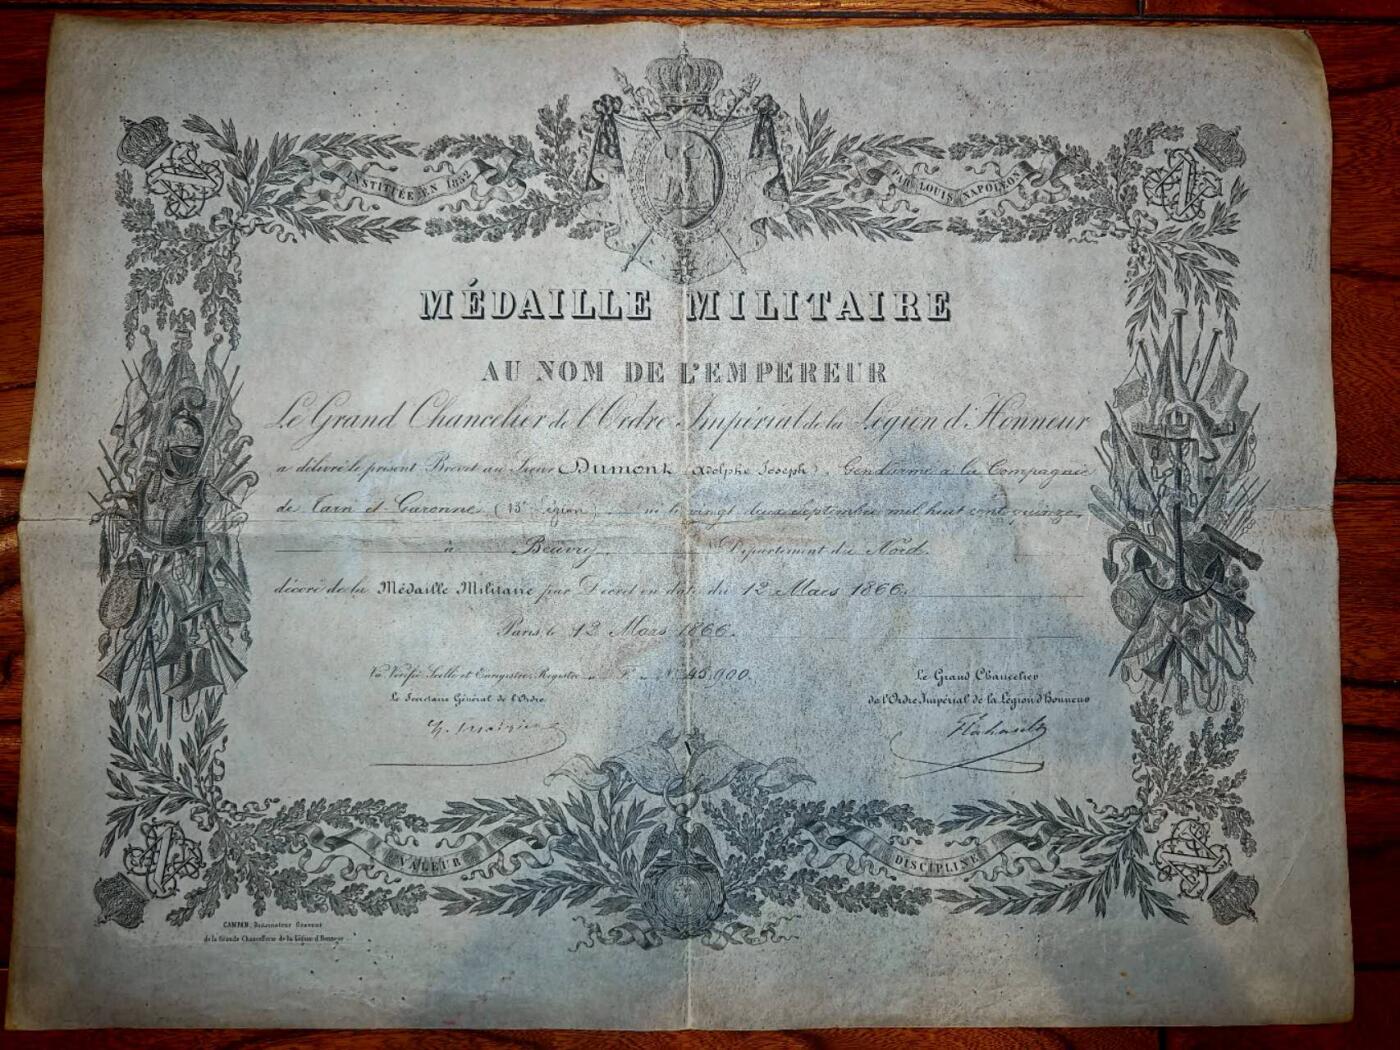 INSTITUÉE EN 1852
PAR LOUIS NAPOLÉON
MÉDAILLE MILITAIRE
AU NOM DE L'EMPEREUR
Le Grand Chancelier de l'Ordre Impérial de la Légion d'Honneur
a délivré le présent Brevet au Sieur Dumont (Adolphe Joseph), Gendarme à la Compagnie
de Tarn et Garonne (13e Légion) né le vingt deux Septembre mil huit cent quinze
à Beuvry Département du Nord
décoré de la Médaille Militaire par Décret en date du 12 Mars 1866.
Paris, le 12 Mars 1866.
Vu, Vérifié, Scellé et Enregistré, Registre F. N° 45,900.
Le Secrétaire Général de l'Ordre.
Le Grand Chancelier
de l'Ordre Impérial de la Légion d'Honneur
VALEUR
DISCIPLINE
CAMPAN, Dessinateur Graveur
de la Grande Chancellerie de la Légion d'Honneur